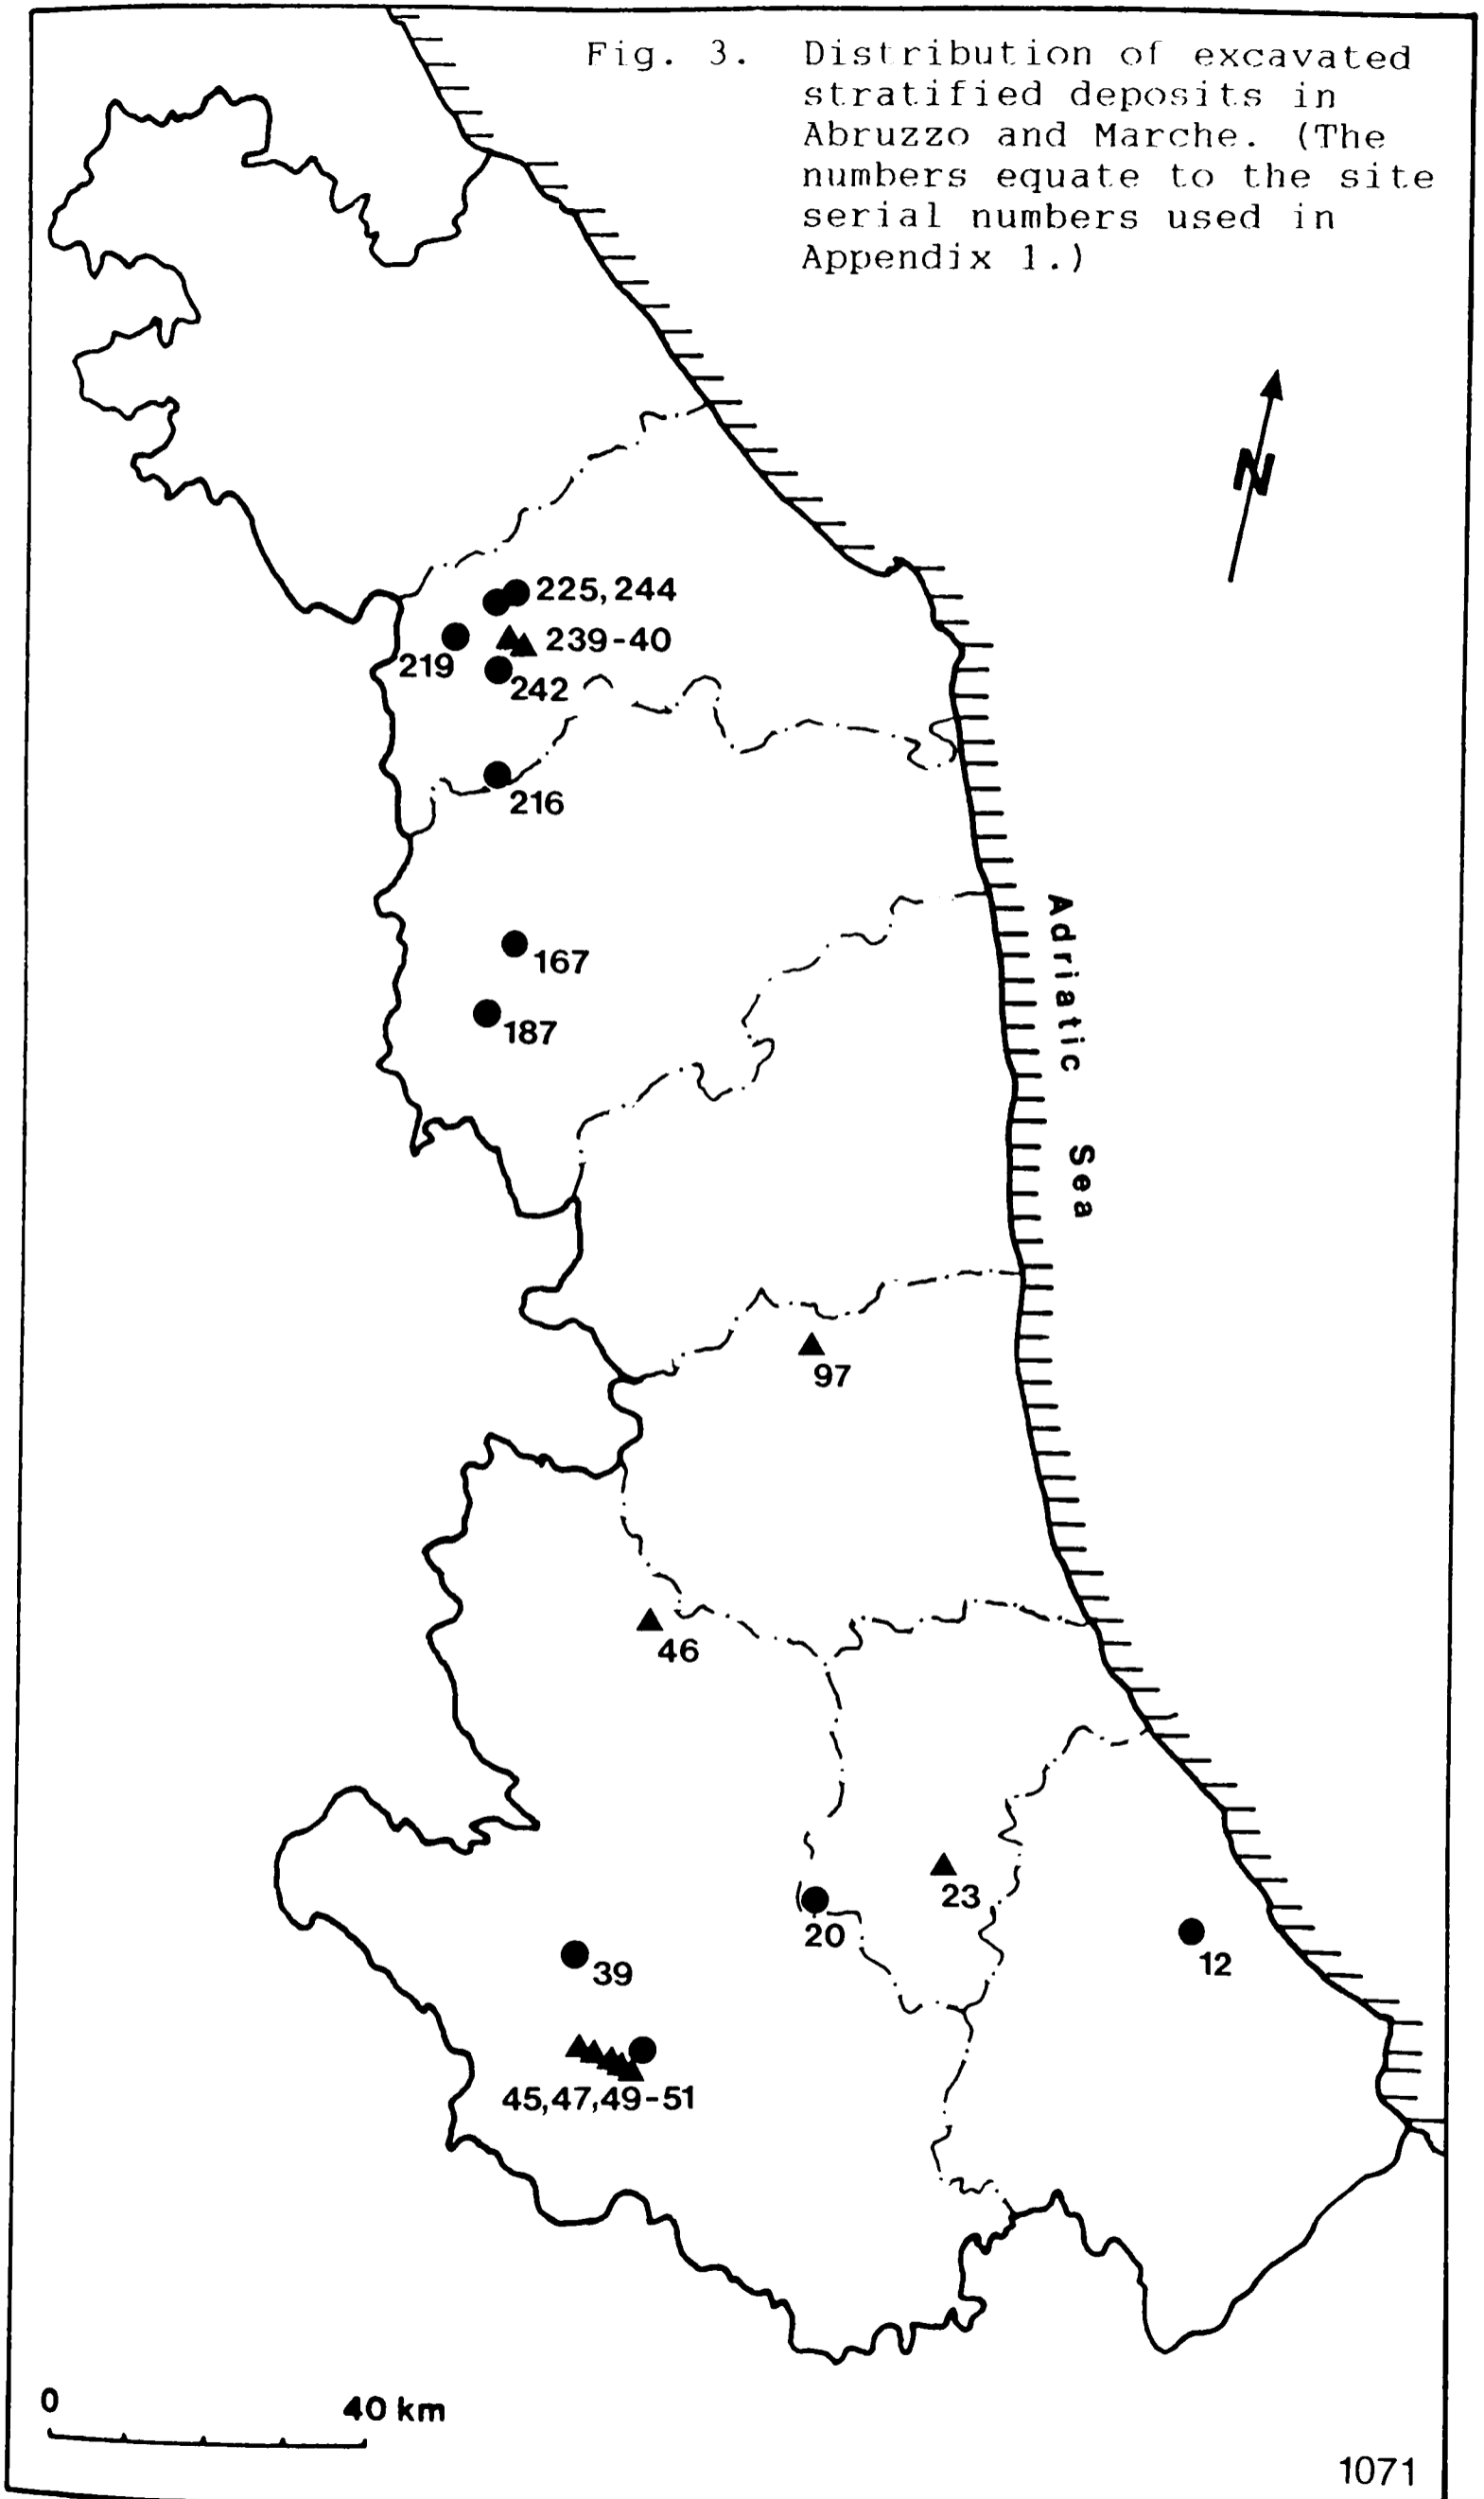 Fig. 3. Distribution of excavated
stratified deposits in
Abruzzo and Marche. (The
numbers equate to the site
serial numbers used in
Appendix 1.)
N
225,244
239-40
219
242
216
167
187
Adriatic Sea
97
46
23
20
12
39
45,47,49-51
0 40 km
1071